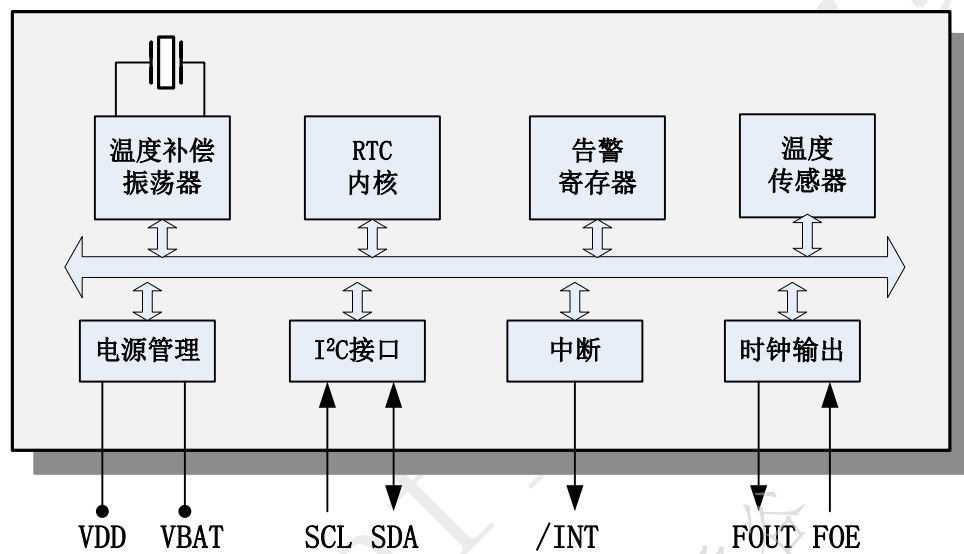 温度补偿
振荡器
RTC
内核
告警
寄存器
温度
传感器
电源管理
I²C接口
中断
时钟输出
VDD VBAT SCL SDA /INT FOUT FOE